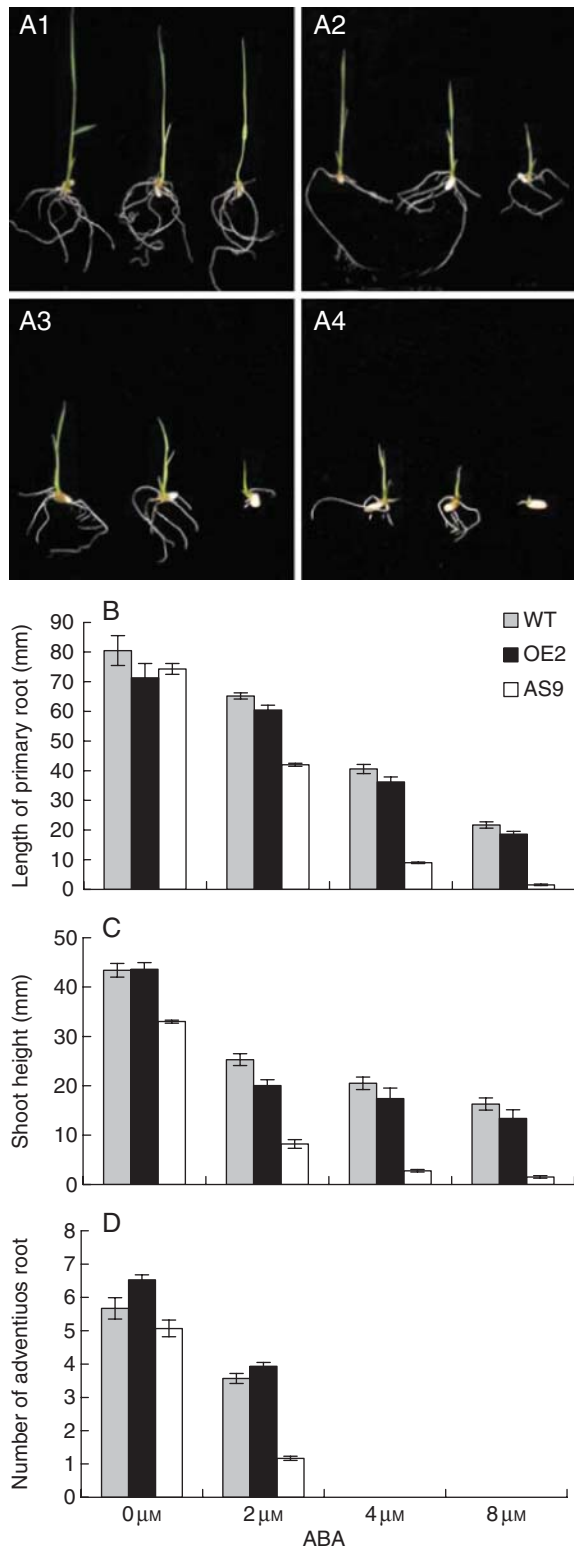 A1
A2
A3
A4
B
WT
OE2
AS9
Length of primary root (mm)
90
80
70
60
50
40
30
20
10
0
C
Shoot height (mm)
50
40
30
20
10
0
D
Number of adventiuos root
8
7
6
5
4
3
2
1
0
0 μM
2 μM
4 μM
8 μM
ABA